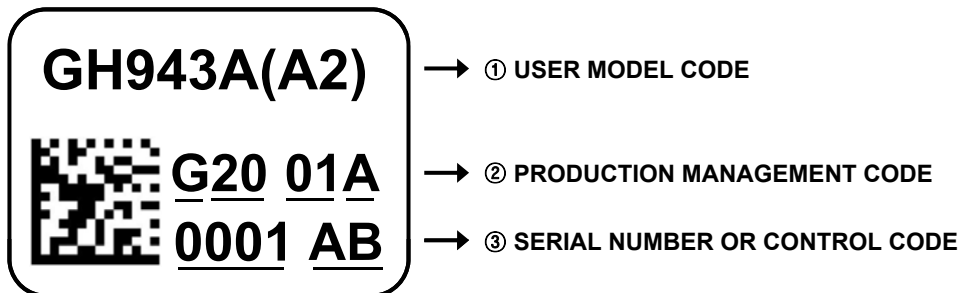 GH943A(A2)
① USER MODEL CODE
G20 01A
② PRODUCTION MANAGEMENT CODE
0001 AB
③ SERIAL NUMBER OR CONTROL CODE